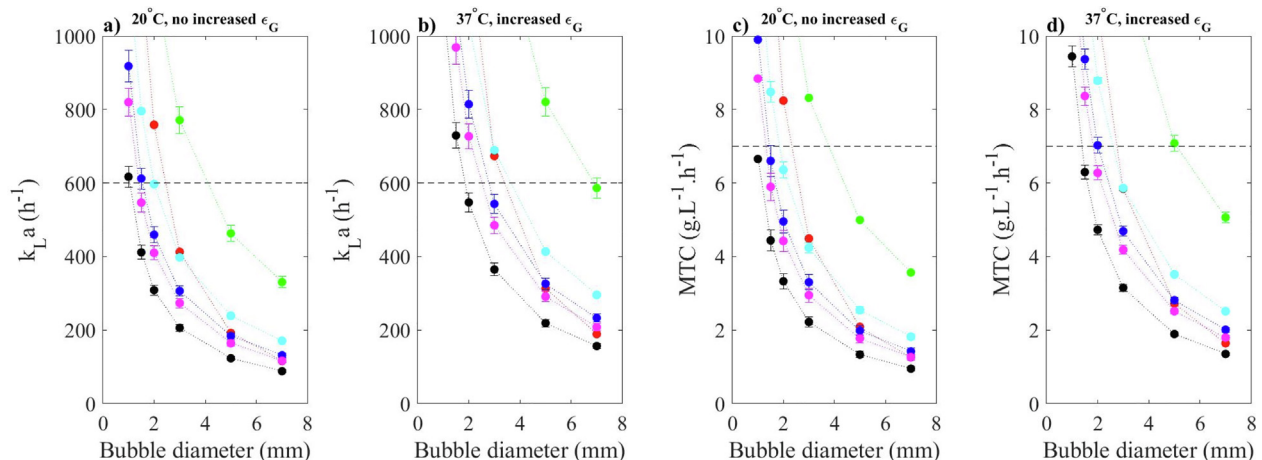 a) 20°C, no increased ϵ_G
b) 37°C, increased ϵ_G
c) 20°C, no increased ϵ_G
d) 37°C, increased ϵ_G
k_L a (h⁻¹)
1000
800
600
400
200
0
0 2 4 6 8
Bubble diameter (mm)
k_L a (h⁻¹)
1000
800
600
400
200
0
0 2 4 6 8
Bubble diameter (mm)
MTC (g.L⁻¹.h⁻¹)
10
8
6
4
2
0
0 2 4 6 8
Bubble diameter (mm)
MTC (g.L⁻¹.h⁻¹)
10
8
6
4
2
0
0 2 4 6 8
Bubble diameter (mm)